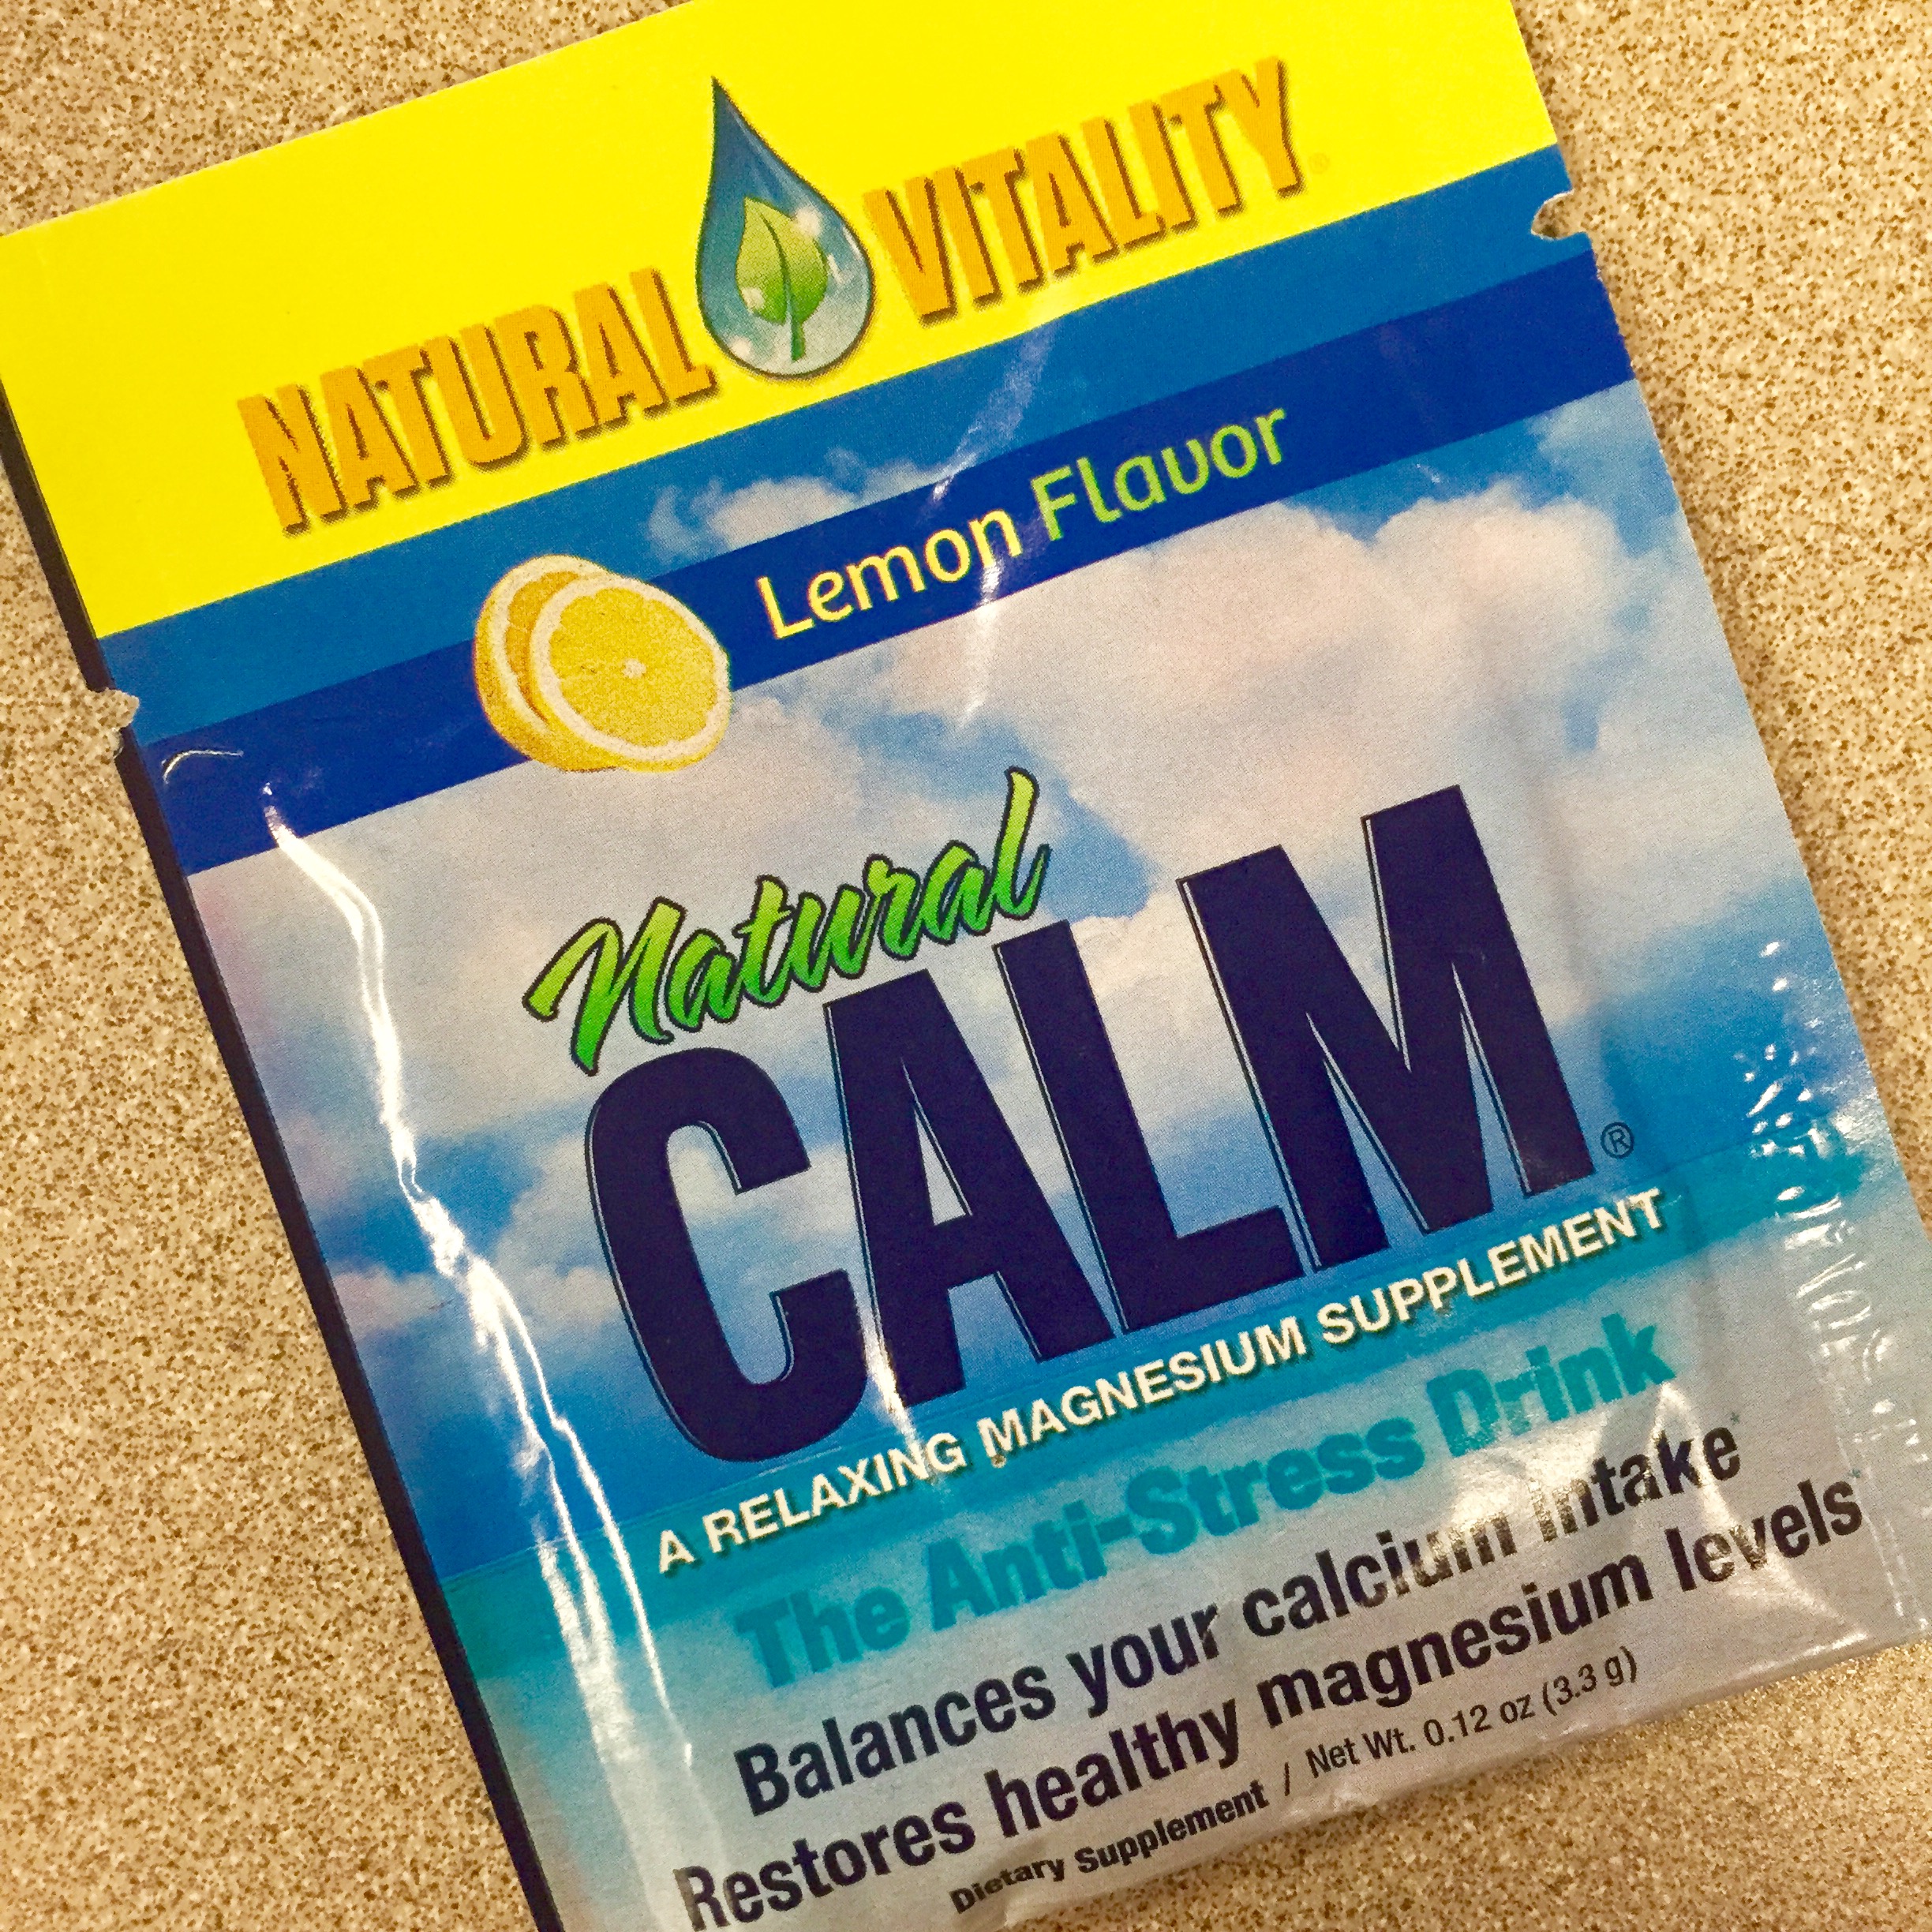 NATURAL VITALITY®
Lemon Flavor
Natural
CALM®
A RELAXING MAGNESIUM SUPPLEMENT
The Anti-Stress Drink
Balances your calcium intake*
Restores healthy magnesium levels*
Dietary Supplement / Net Wt. 0.12 oz (3.3 g)